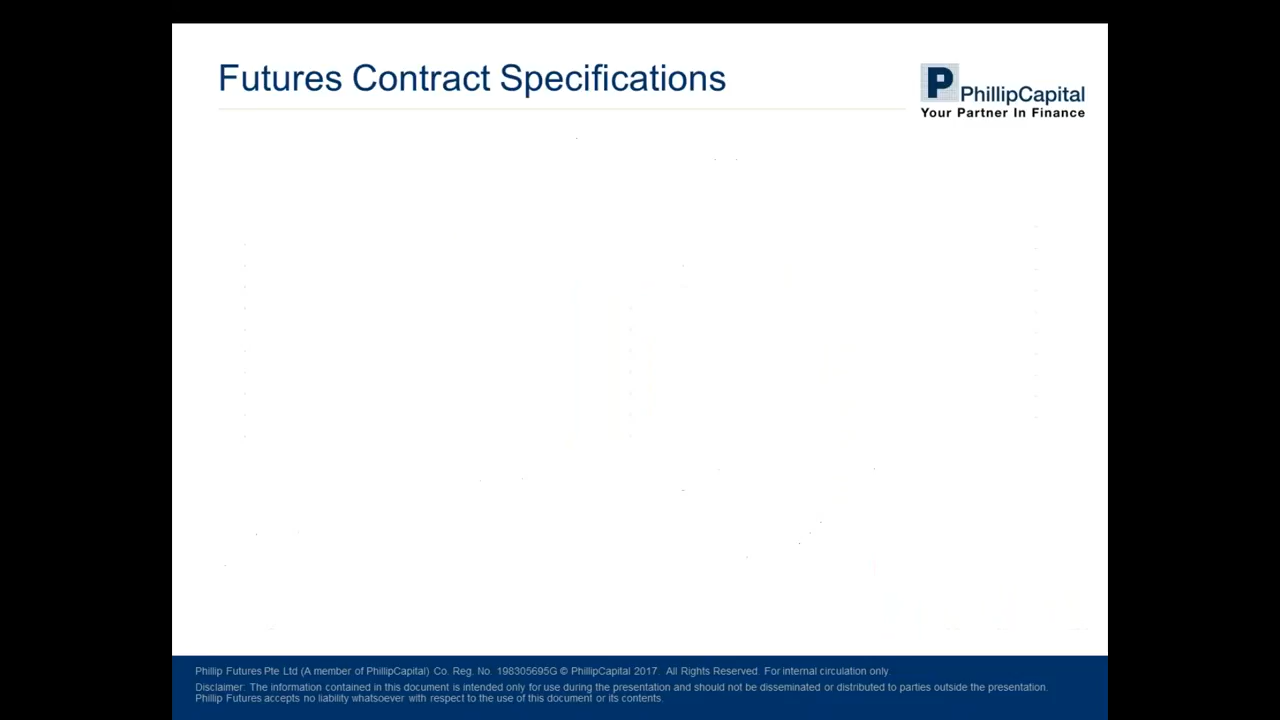 Futures Contract Specifications
P
PhillipCapital
Your Partner In Finance
Phillip Futures Pte Ltd (A member of PhillipCapital) Co. Reg. No. 198305695G © PhillipCapital 2017. All Rights Reserved. For internal circulation only.
Disclaimer: The information contained in this document is intended only for use during the presentation and should not be disseminated or distributed to parties outside the presentation.
Phillip Futures accepts no liability whatsoever with respect to the use of this document or its contents.